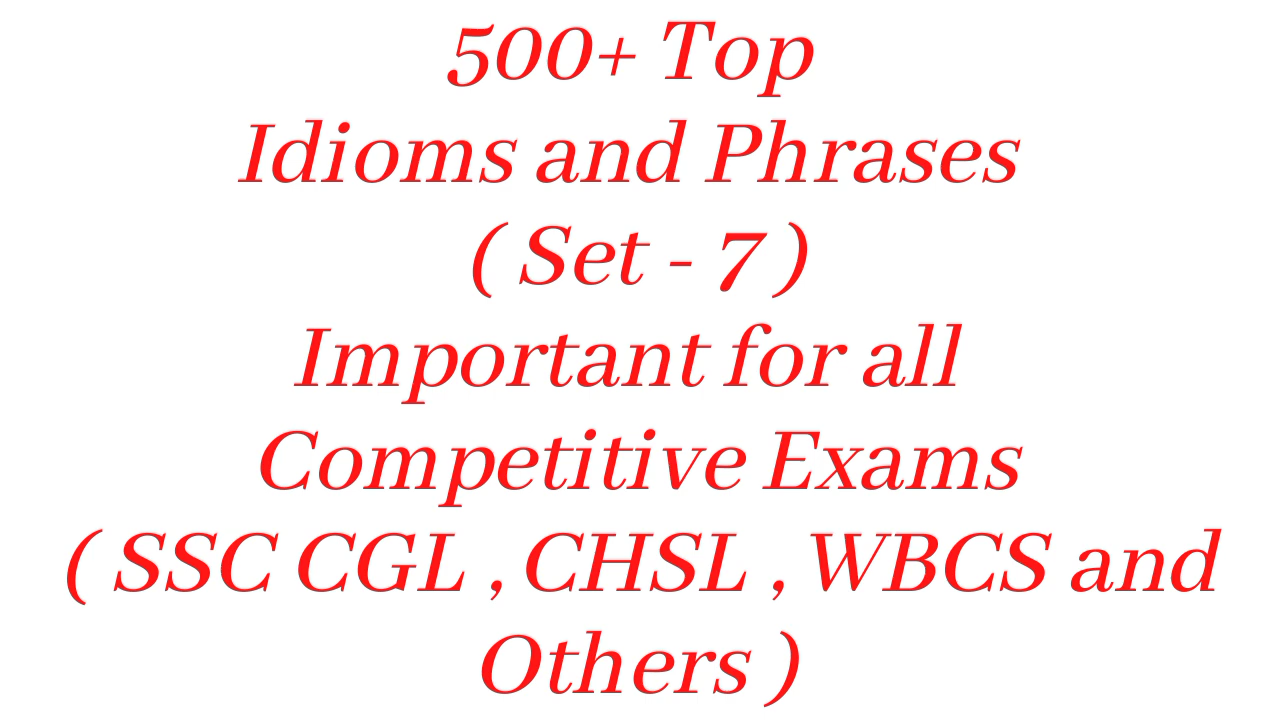 500+ Top
Idioms and Phrases
( Set - 7 )
Important for all
Competitive Exams
( SSC CGL , CHSL , WBCS and
Others )